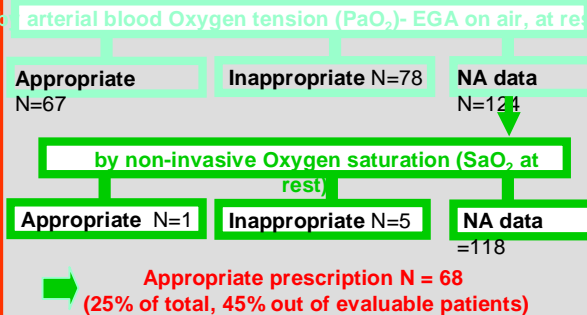 arterial blood Oxygen tension (PaO₂)- EGA on air, at res
Appropriate
N=67
Inappropriate N=78
NA data
N=124
by non-invasive Oxygen saturation (SaO₂ at
rest)
Appropriate N=1
Inappropriate N=5
NA data
=118
Appropriate prescription N = 68
(25% of total, 45% out of evaluable patients)